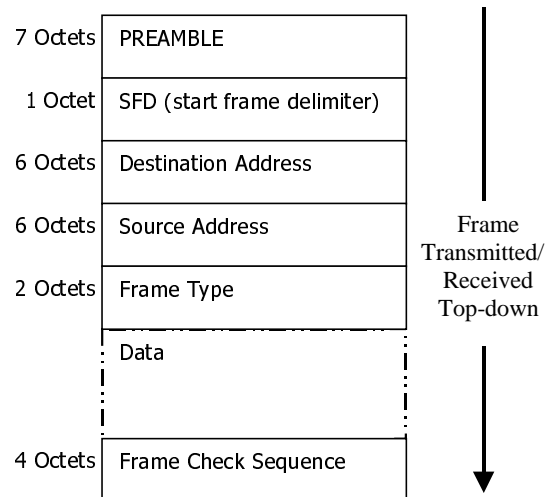 7 Octets PREAMBLE
1 Octet SFD (start frame delimiter)
6 Octets Destination Address
6 Octets Source Address
2 Octets Frame Type
Data
4 Octets Frame Check Sequence
Frame
Transmitted/
Received
Top-down